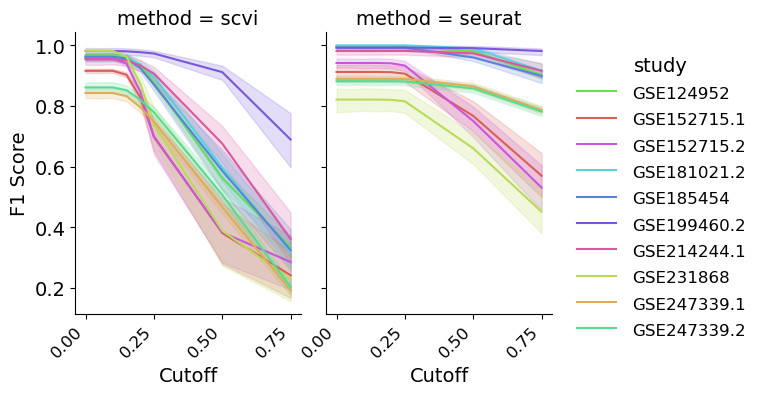 method = scvi
method = seurat
F1 Score
1.0
0.8
0.6
0.4
0.2
0.00
0.25
0.50
0.75
0.00
0.25
0.50
0.75
Cutoff
Cutoff
study
GSE124952
GSE152715.1
GSE152715.2
GSE181021.2
GSE185454
GSE199460.2
GSE214244.1
GSE231868
GSE247339.1
GSE247339.2